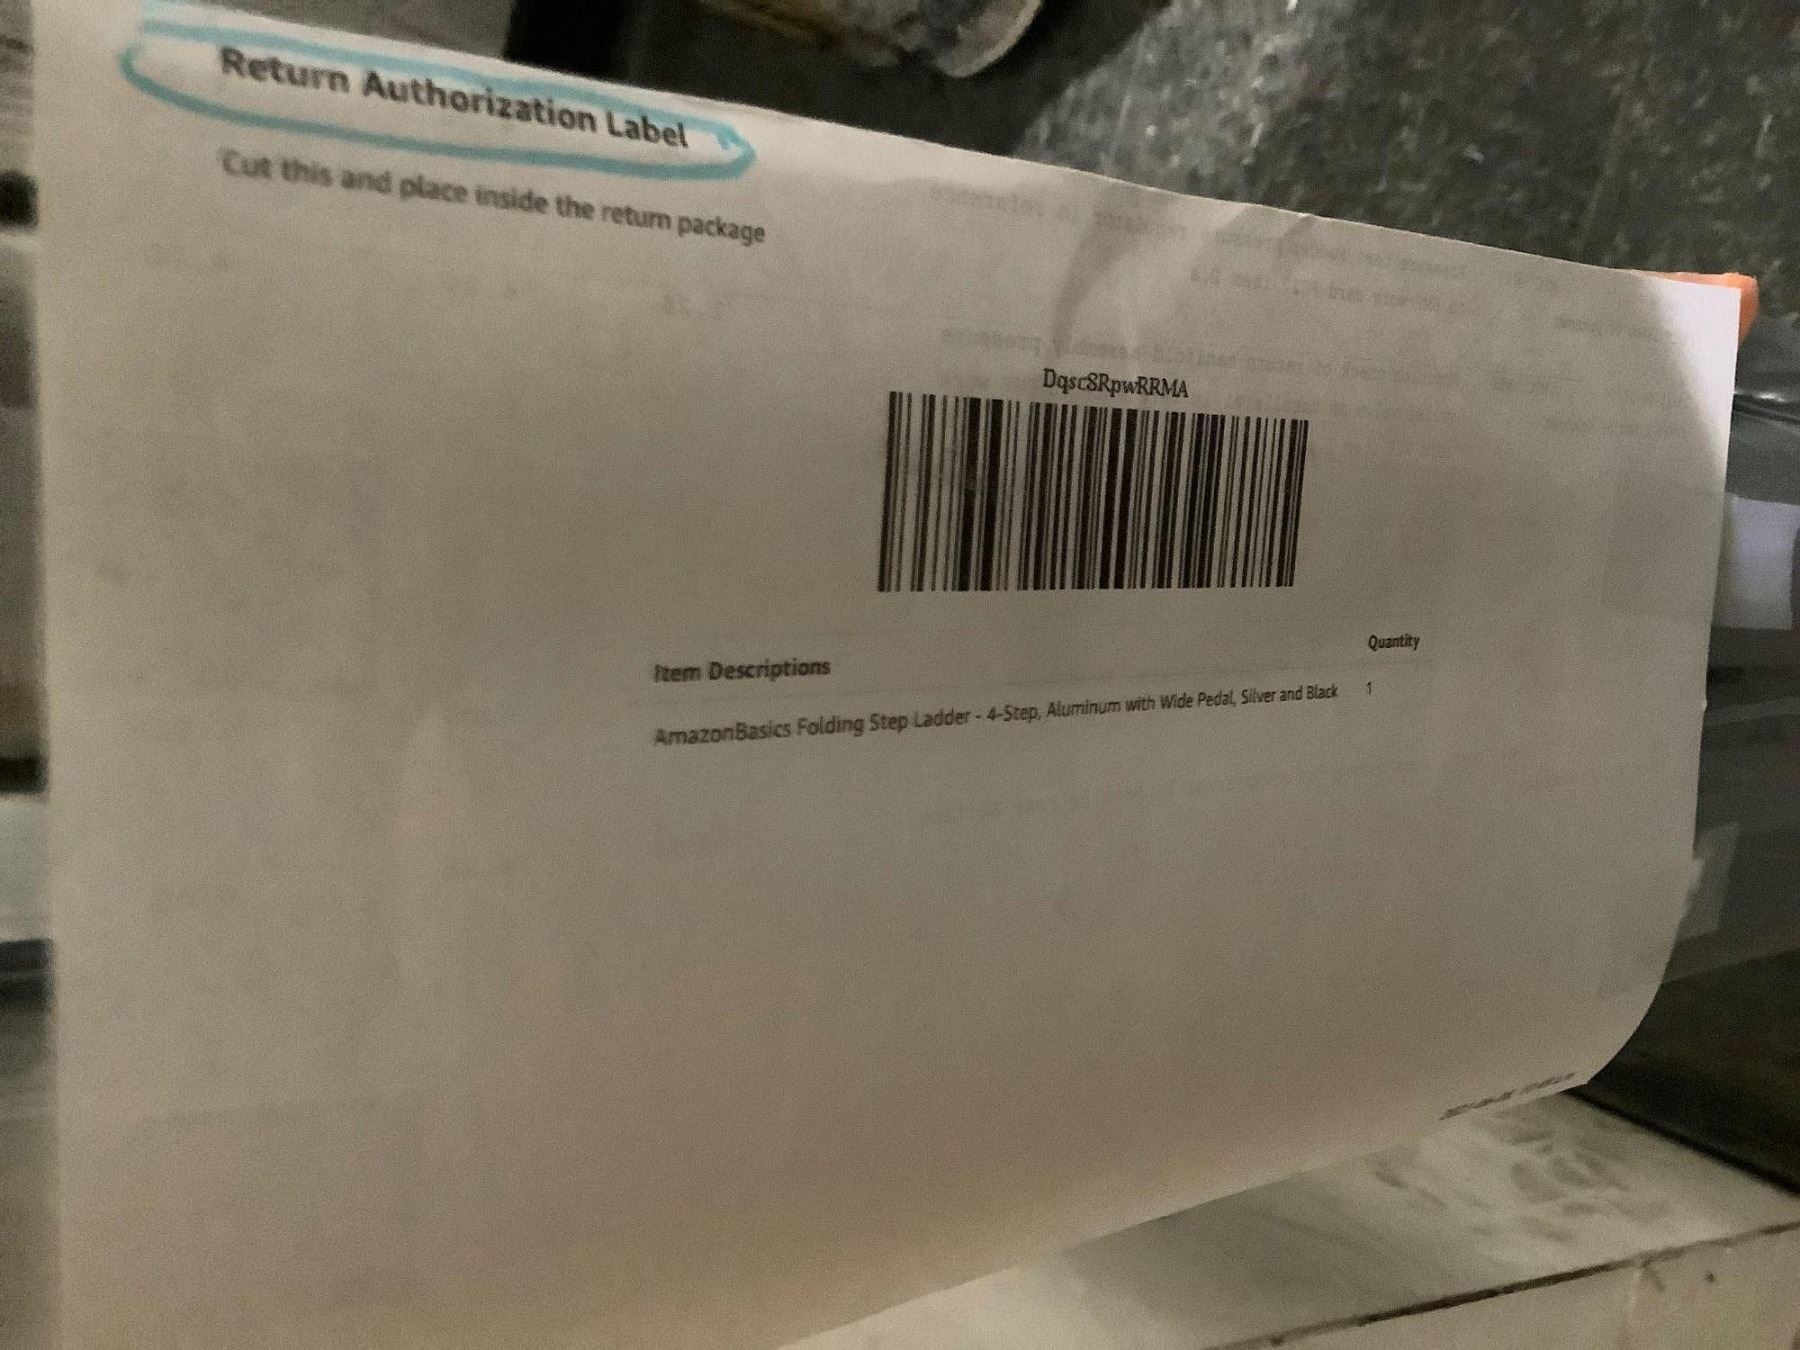 Return Authorization Label
Cut this and place inside the return package
DqscSRpwRRMA
Item Descriptions
Quantity
AmazonBasics Folding Step Ladder - 4-Step, Aluminum with Wide Pedal, Silver and Black
1